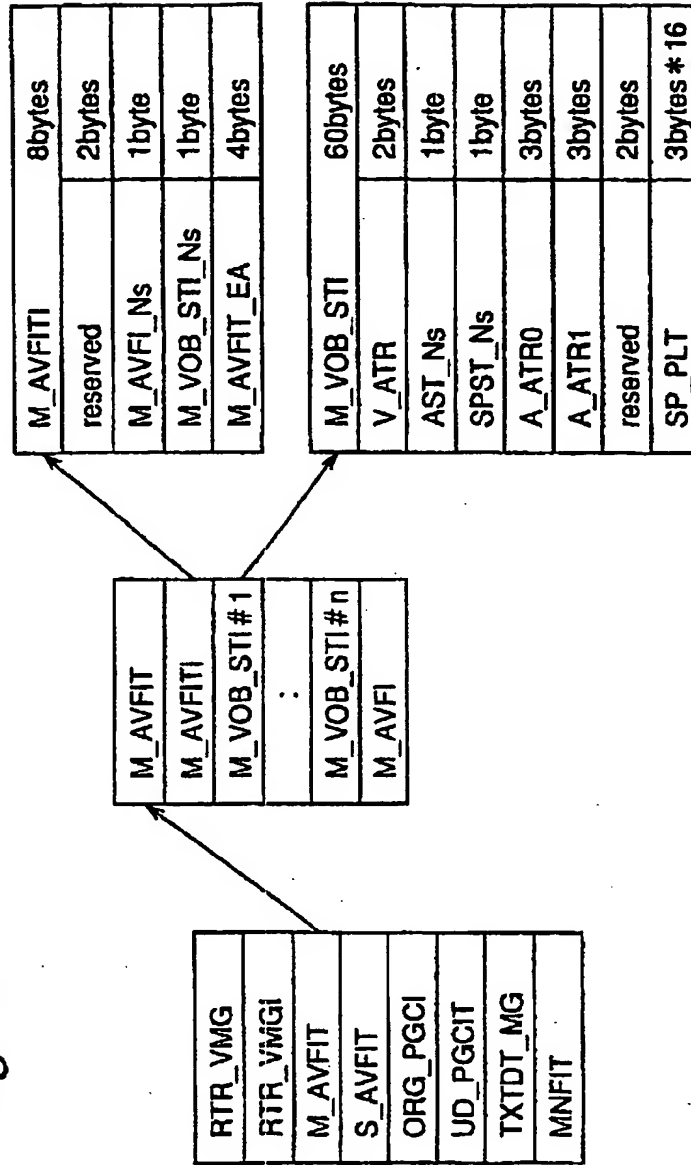 RTR_VMG
RTR_VMGI
M_AVFIT
S_AVFIT
ORG_PGCI
UD_PGCIT
TXTDT_MG
MNFIT
M_AVFIT
M_AVFITI
M_VOB_STI#1
:
M_VOB_STI#n
M_AVFI
M_AVFITI 8bytes
reserved 2bytes
M_AVFI_Ns 1byte
M_VOB_STI_Ns 1byte
M_AVFIT_EA 4bytes
M_VOB_STI 60bytes
V_ATR 2bytes
AST_Ns 1byte
SPST_Ns 1byte
A_ATR0 3bytes
A_ATR1 3bytes
reserved 2bytes
SP_PLT 3bytes*16